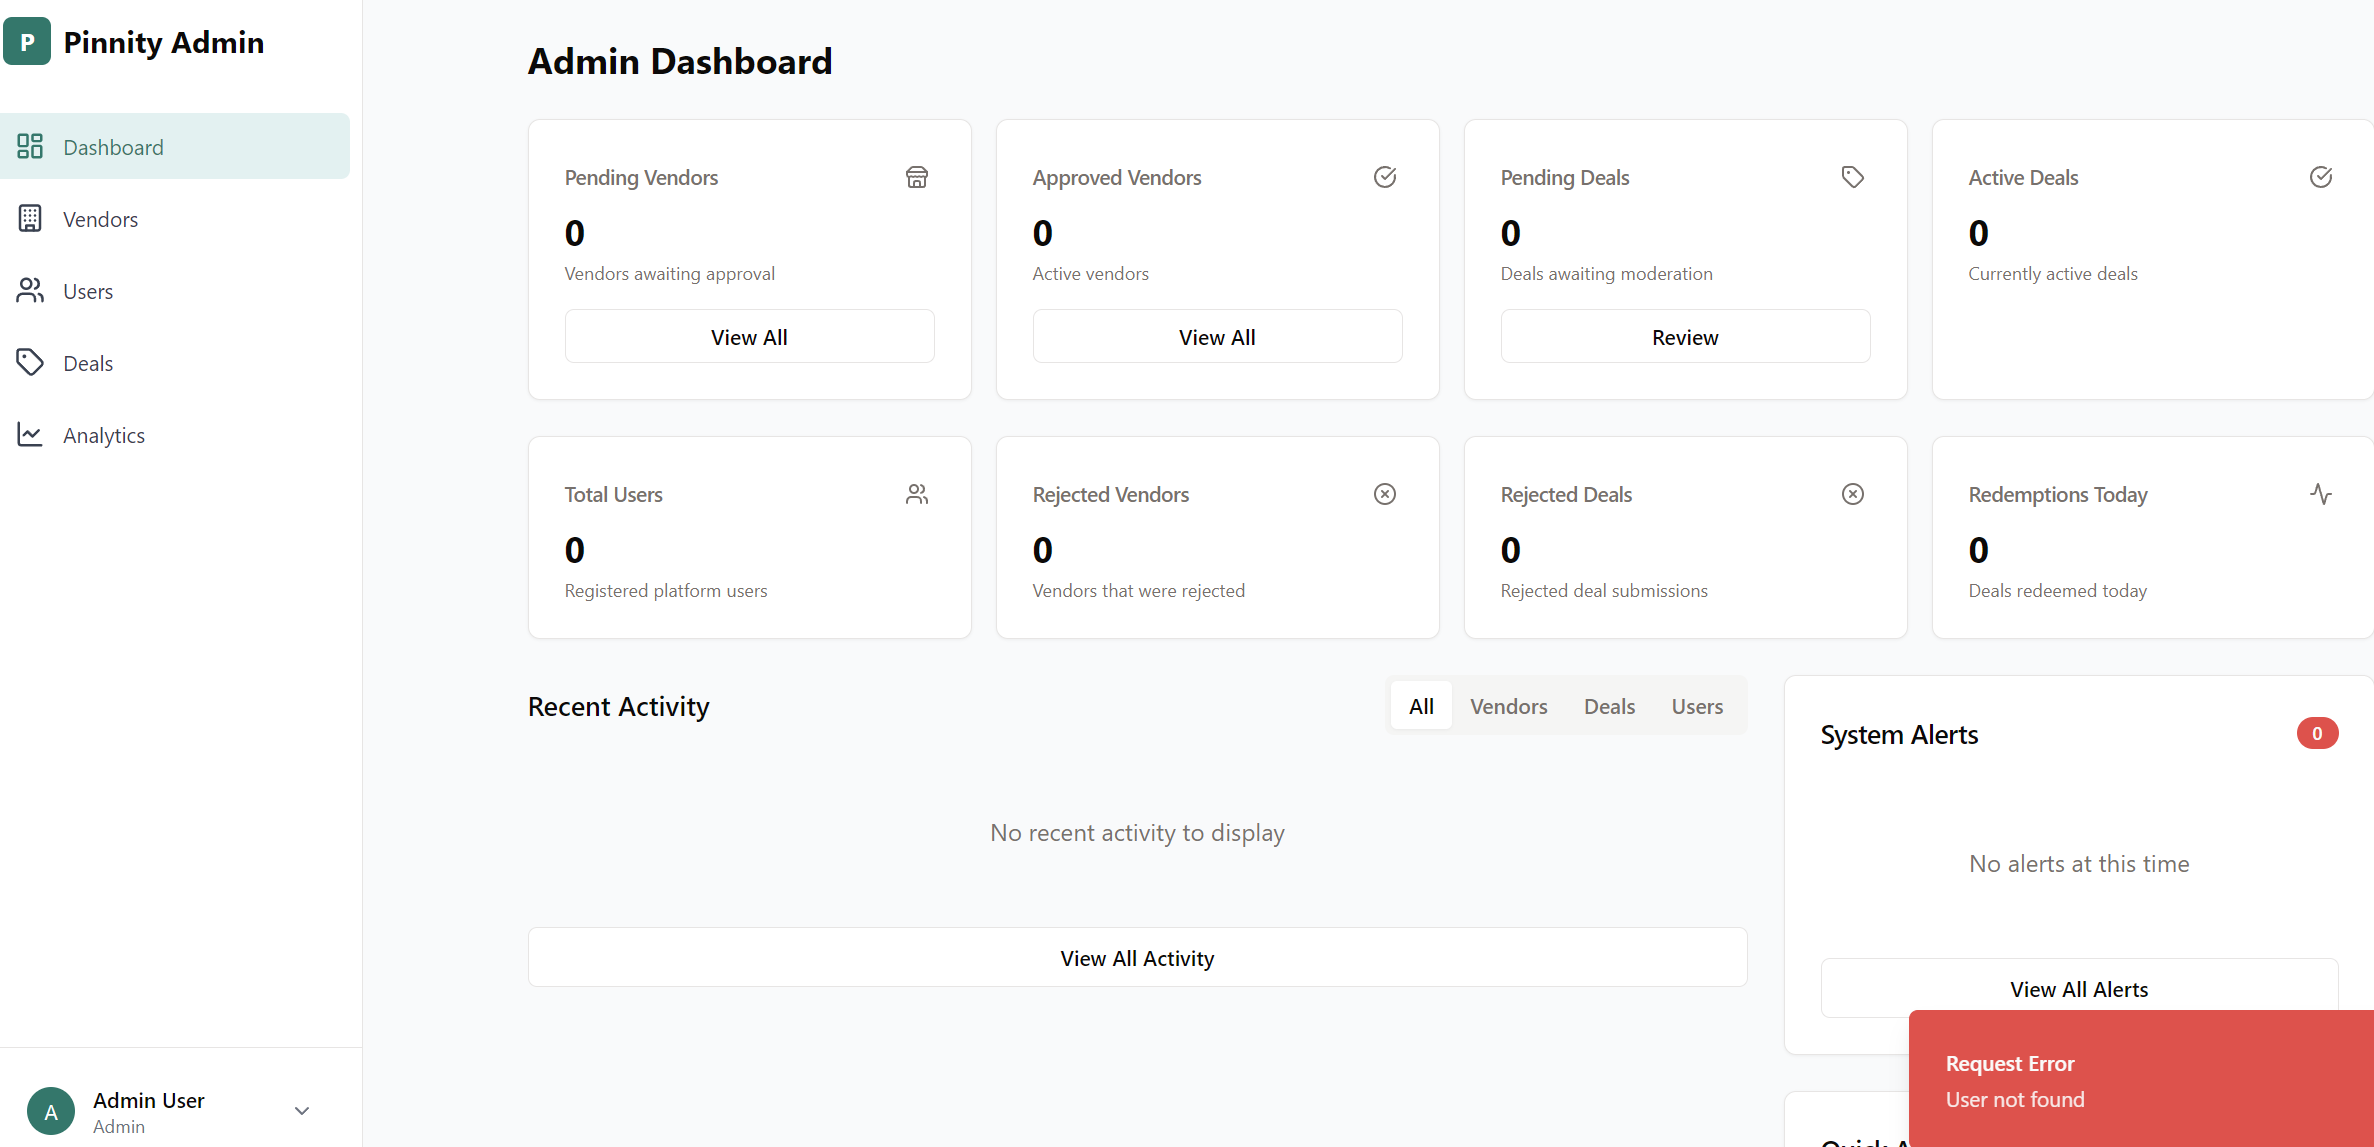 P Pinnity Admin
Dashboard
Vendors
Users
Deals
Analytics
A Admin User
Admin
Admin Dashboard
Pending Vendors
0
Vendors awaiting approval
View All
Approved Vendors
0
Active vendors
View All
Pending Deals
0
Deals awaiting moderation
Review
Active Deals
0
Currently active deals
Total Users
0
Registered platform users
Rejected Vendors
0
Vendors that were rejected
Rejected Deals
0
Rejected deal submissions
Redemptions Today
0
Deals redeemed today
Recent Activity
All Vendors Deals Users
No recent activity to display
View All Activity
System Alerts 0
No alerts at this time
View All Alerts
Request Error
User not found